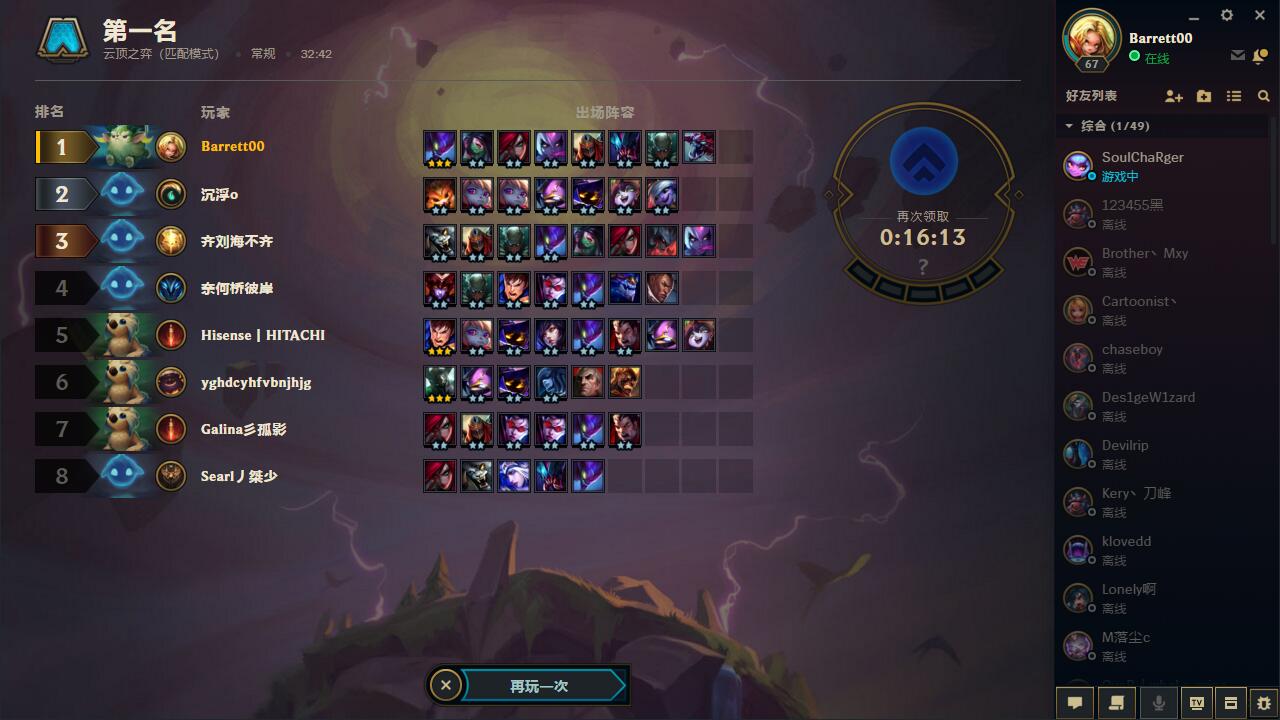 第一名
云顶之弈（匹配模式） • 常规 • 32:42
排名 玩家 出场阵容
1 Barrett00
2 沉浮o
3 齐刘海不齐
4 奈何桥彼岸
5 Hisense丨HITACHI
6 yghdcyhfvbnjhjg
7 Galina彡孤影
8 Searl丿桀少
再次领取
0:16:13
?
再玩一次
67
Barrett00
在线
好友列表
综合 (1/49)
SoulChaRger
游戏中
123455黑
离线
Brother丶Mxy
离线
Cartoonist丶
离线
chaseboy
离线
Des1geW1zard
离线
Devilrip
离线
Kery丶刀峰
离线
klovedd
离线
Lonely啊
离线
M落尘c
离线
TV